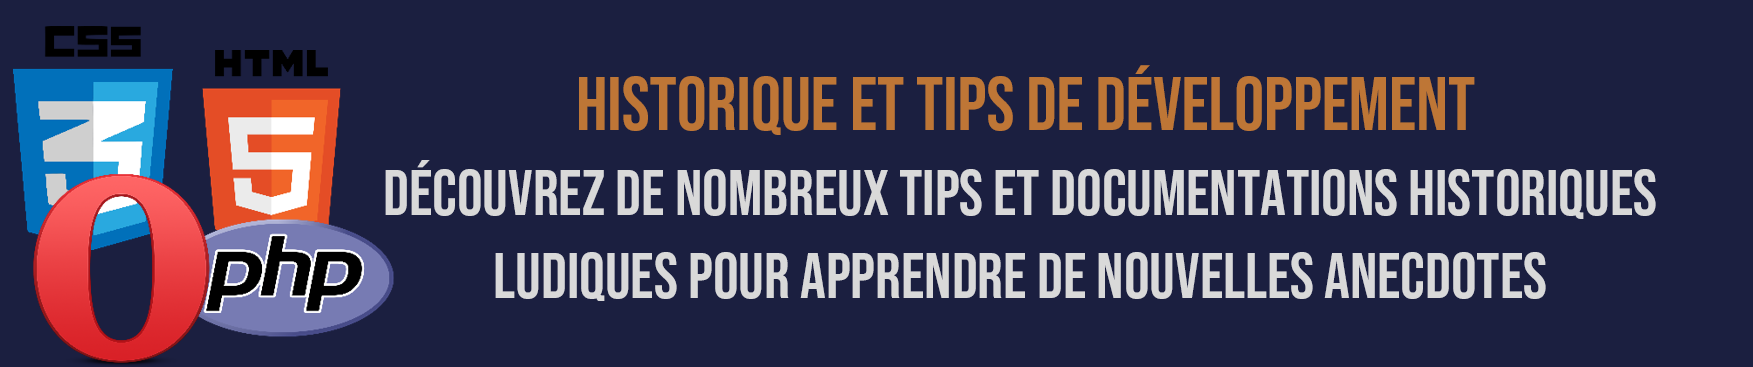 CSS
HTML
HISTORIQUE ET TIPS DE DÉVELOPPEMENT
DÉCOUVREZ DE NOMBREUX TIPS ET DOCUMENTATIONS HISTORIQUES
LUDIQUES POUR APPRENDRE DE NOUVELLES ANECDOTES
php